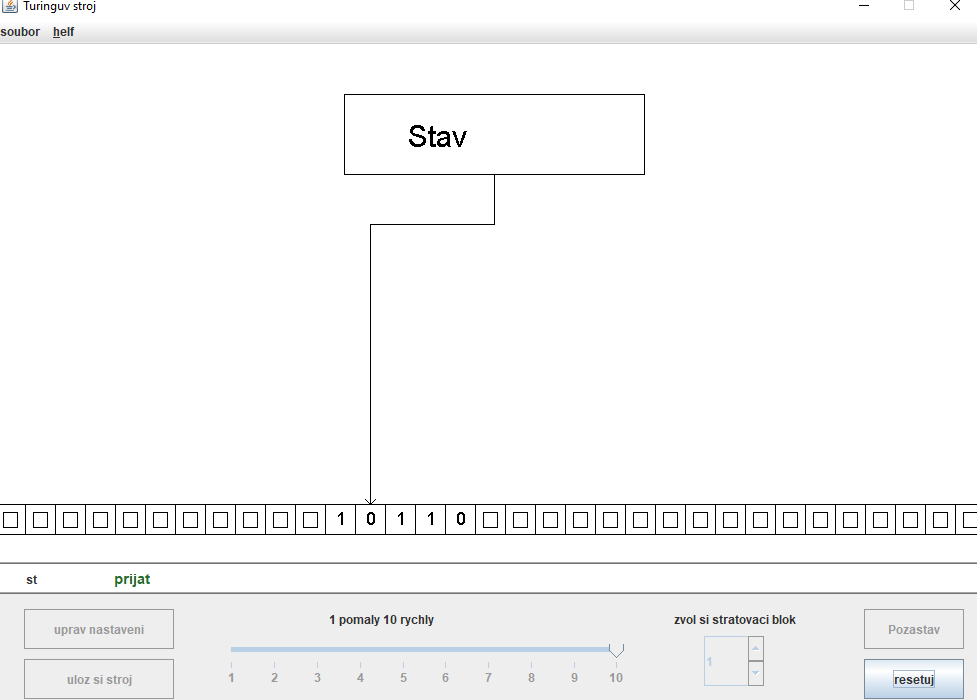 Turinguv stroj
soubor helf
Stav
1 0 1 1 0
st prijat
uprav nastaveni
uloz si stroj
1 pomaly 10 rychly
1 2 3 4 5 6 7 8 9 10
zvol si stratovaci blok
1
Pozastav
resetuj